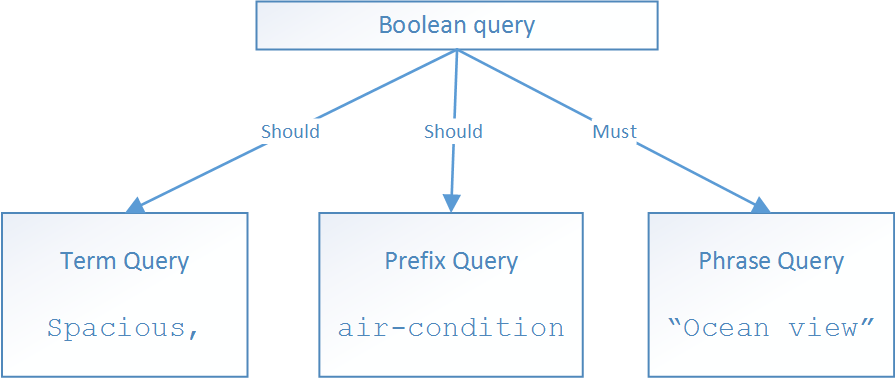 Boolean query
Should
Should
Must
Term Query
Spacious,
Prefix Query
air-condition
Phrase Query
“Ocean view”